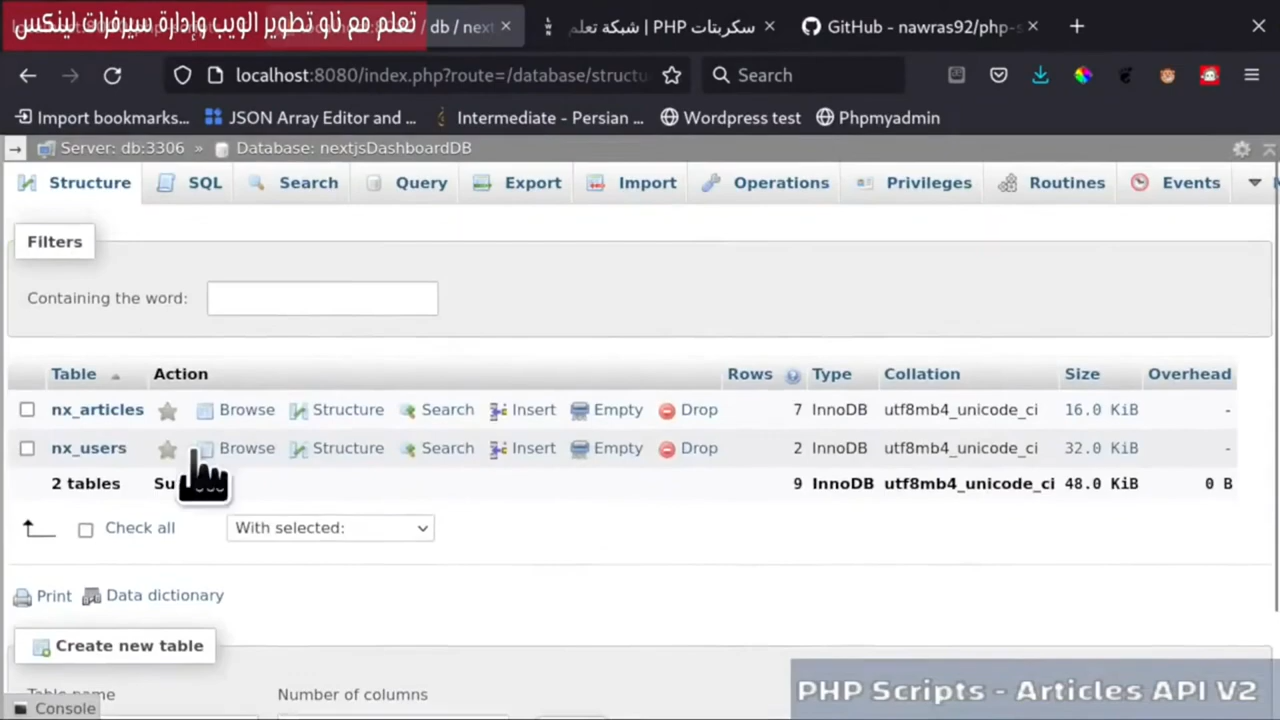 تعلم مع ناو تطوير الويب وإدارة سيرفرات لينكس
/ db / next
سكربتات PHP | شبكة تعلم
GitHub - nawras92/php-s
localhost:8080/index.php?route=/database/structu
Search
Import bookmarks...
JSON Array Editor and ...
Intermediate - Persian ...
Wordpress test
Phpmyadmin
Server: db:3306 » Database: nextjsDashboardDB
Structure
SQL
Search
Query
Export
Import
Operations
Privileges
Routines
Events
Filters
Containing the word:
Table Action Rows Type Collation Size Overhead
nx_articles Browse Structure Search Insert Empty Drop 7 InnoDB utf8mb4_unicode_ci 16.0 KiB -
nx_users Browse Structure Search Insert Empty Drop 2 InnoDB utf8mb4_unicode_ci 32.0 KiB -
2 tables Su 9 InnoDB utf8mb4_unicode_ci 48.0 KiB 0 B
Check all
With selected:
Print
Data dictionary
Create new table
Table name
Number of columns
Console
PHP Scripts - Articles API V2